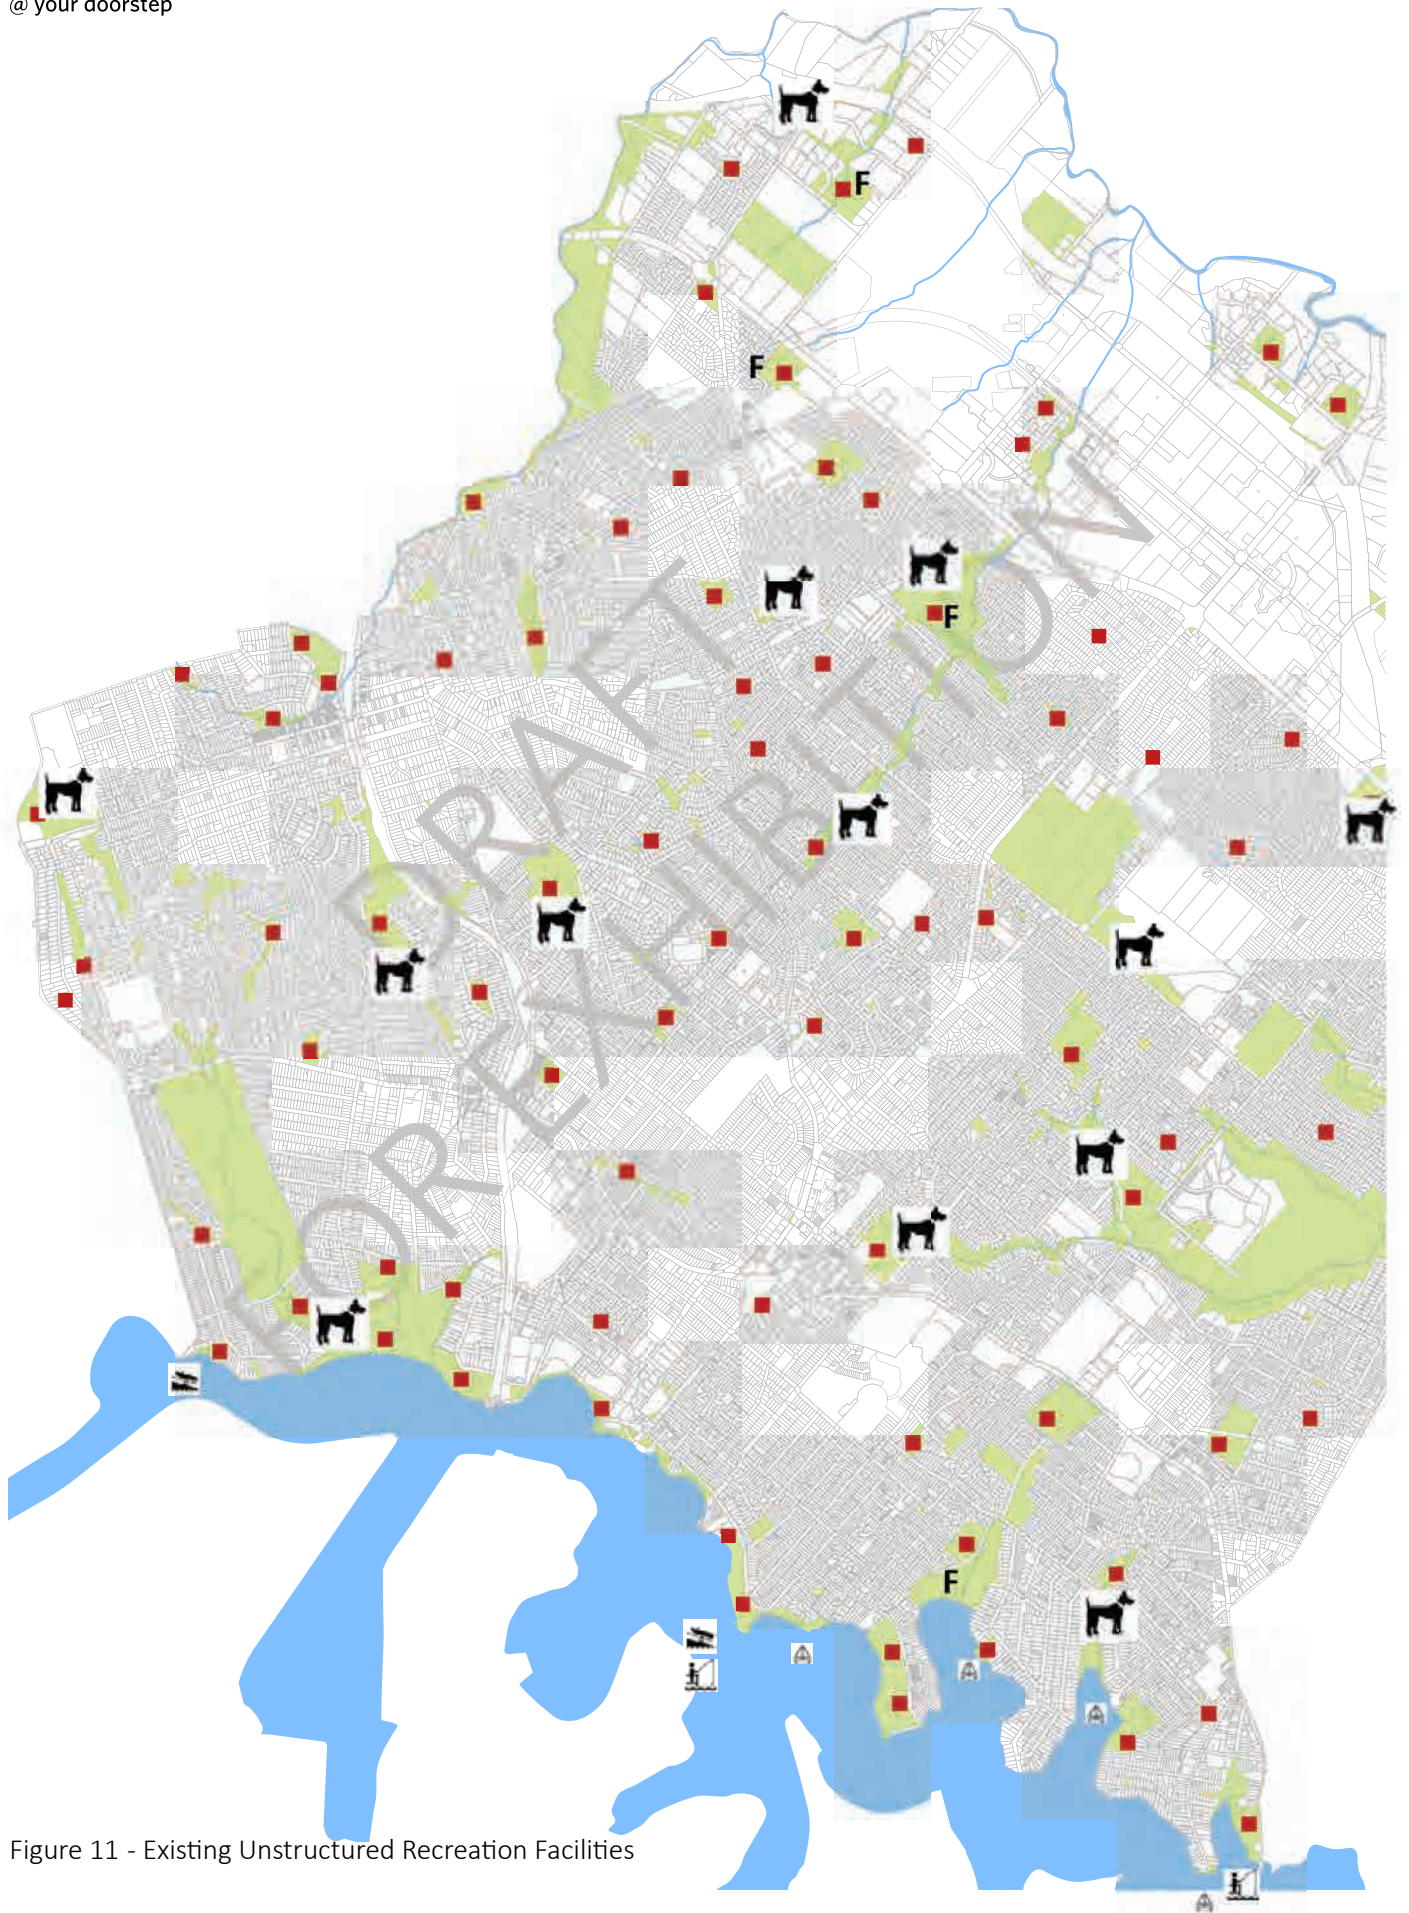 @ your doorstep
F
F
F
DRAFT
FOR EXHIBITION
F
Figure 11 - Existing Unstructured Recreation Facilities